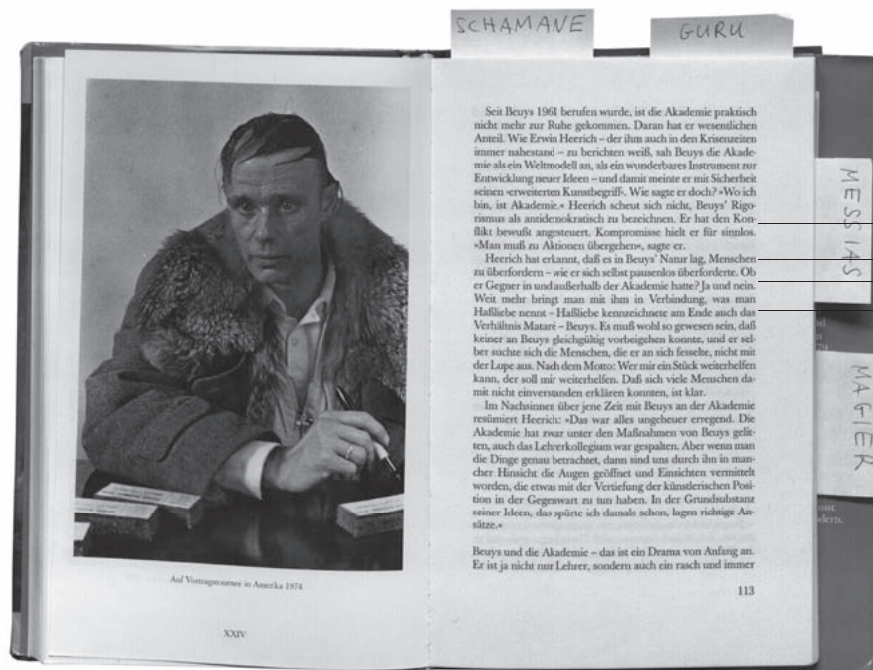 SCHAMANE
GURU
MESSIAS
MAGIER
Auf Vortragstournee in Amerika 1974
XXIV
Seit Beuys 1961 berufen wurde, ist die Akademie praktisch
nicht mehr zur Ruhe gekommen. Daran hat er wesentlichen
Anteil. Wie Erwin Heerich – der ihm auch in den Krisenzeiten
immer nahestand – zu berichten weiß, sah Beuys die Akade-
mie als ein Weltmodell an, als ein wunderbares Instrument zur
Entwicklung neuer Ideen – und damit meinte er mit Sicherheit
seinen ›erweiterten Kunstbegriff‹. Wie sagte er doch? »Wo ich
bin, ist Akademie.« Heerich scheut sich nicht, Beuys' Rigo-
rismus als antidemokratisch zu bezeichnen. Er hat den Kon-
flikt bewußt angesteuert. Kompromisse hielt er für sinnlos.
»Man muß zu Aktionen übergehen«, sagte er.
Heerich hat erkannt, daß es in Beuys' Natur lag, Menschen
zu überfordern – wie er sich selbst pausenlos überforderte. Ob
er Gegner in und außerhalb der Akademie hatte? Ja und nein.
Weit mehr bringt man mit ihm in Verbindung, was man
Haßliebe nennt – Haßliebe kennzeichnete am Ende auch das
Verhältnis Mataré – Beuys. Es muß wohl so gewesen sein, daß
keiner an Beuys gleichgültig vorbeigehen konnte, und er sel-
ber suchte sich die Menschen, die er an sich fesselte, nicht mit
der Lupe aus. Nach dem Motto: Wer mir ein Stück weiterhelfen
kann, der soll mir weiterhelfen. Daß sich viele Menschen da-
mit nicht einverstanden erklären konnten, ist klar.
Im Nachsinnen über jene Zeit mit Beuys an der Akademie
resümiert Heerich: »Das war alles ungeheuer erregend. Die
Akademie hat zwar unter den Maßnahmen von Beuys gelit-
ten, auch das Lehrerkollegium war gespalten. Aber wenn man
die Dinge genau betrachtet, dann sind uns durch ihn in man-
cher Hinsicht die Augen geöffnet und Einsichten vermittelt
worden, die etwas mit der Vertiefung der künstlerischen Posi-
tion in der Gegenwart zu tun haben. In der Grundsubstanz
seiner Ideen, das spürte ich damals schon, lagen richtige An-
sätze.«
Beuys und die Akademie – das ist ein Drama von Anfang an.
Er ist ja nicht nur Lehrer, sondern auch ein rasch und immer
113